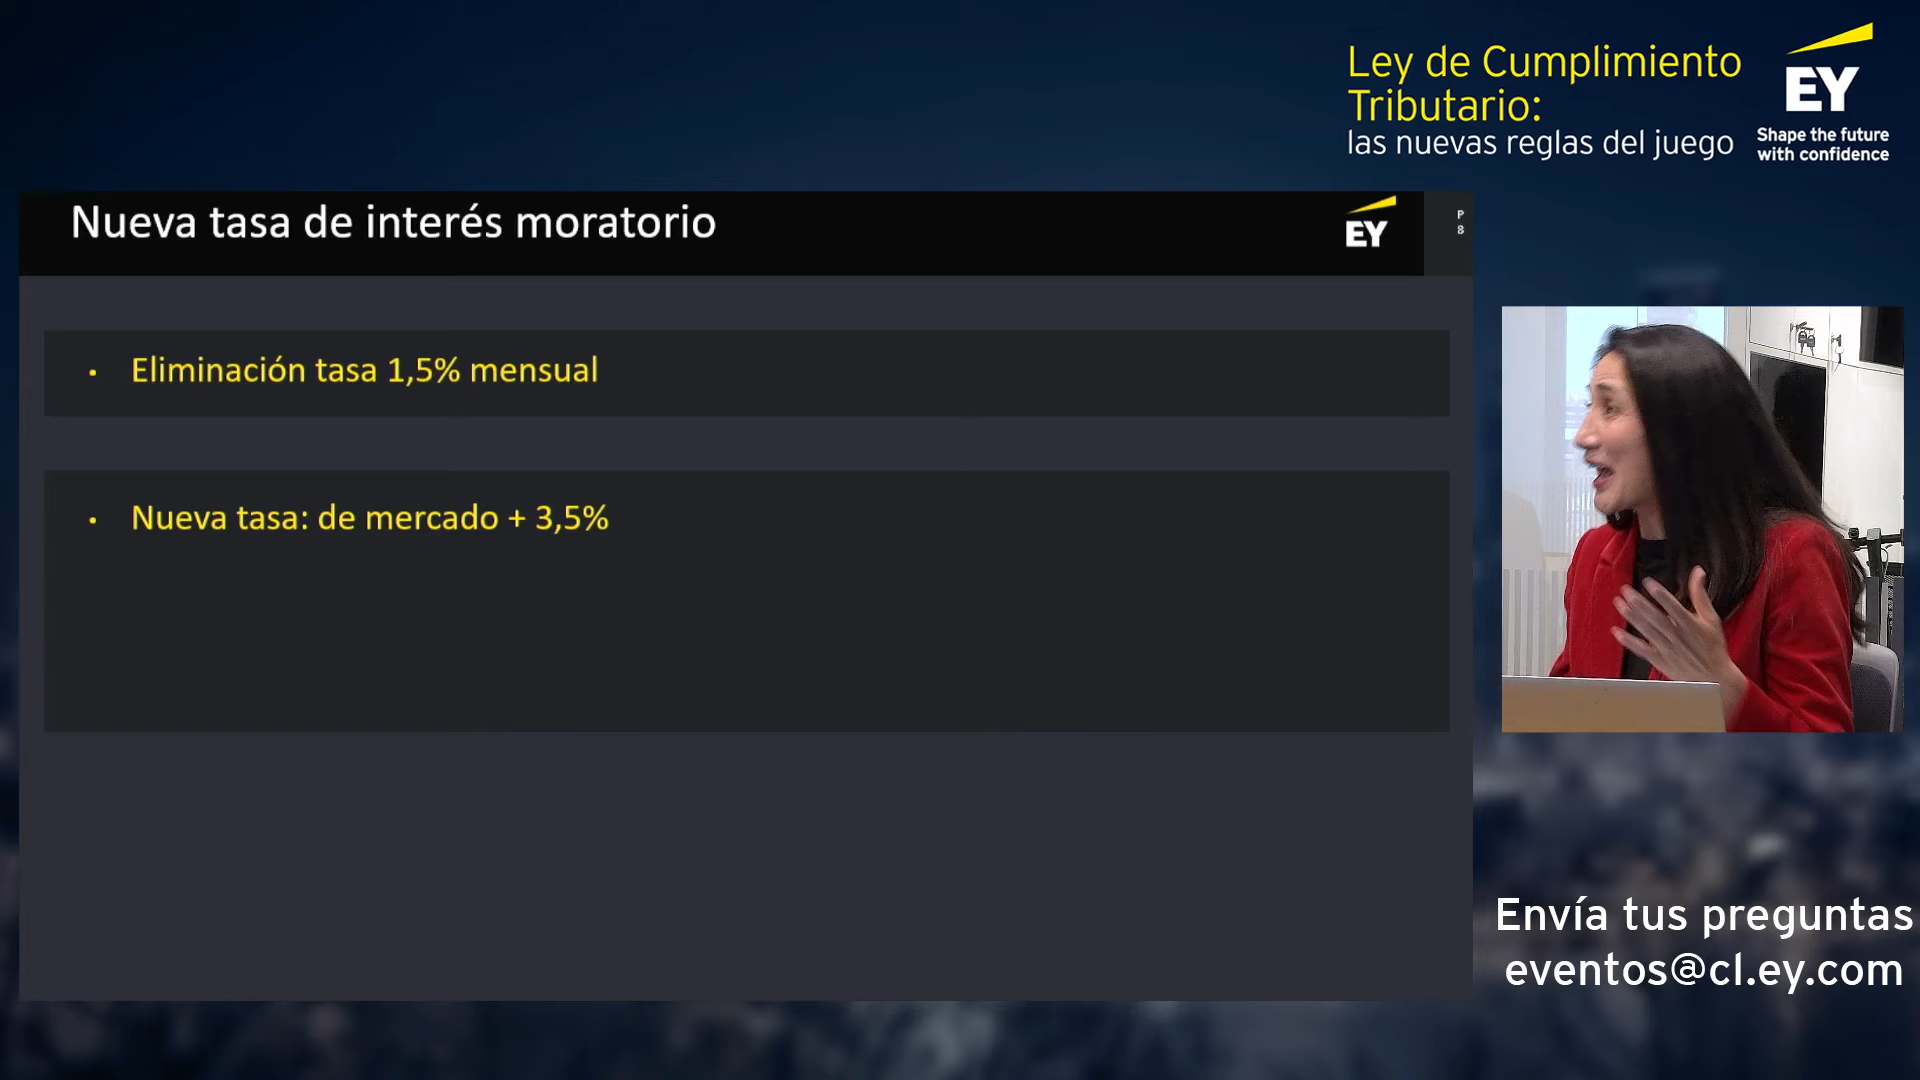 Ley de Cumplimiento
Tributario:
las nuevas reglas del juego
EY
Shape the future
with confidence
Nueva tasa de interés moratorio
EY
P
8
• Eliminación tasa 1,5% mensual
• Nueva tasa: de mercado + 3,5%
Envía tus preguntas
eventos@cl.ey.com